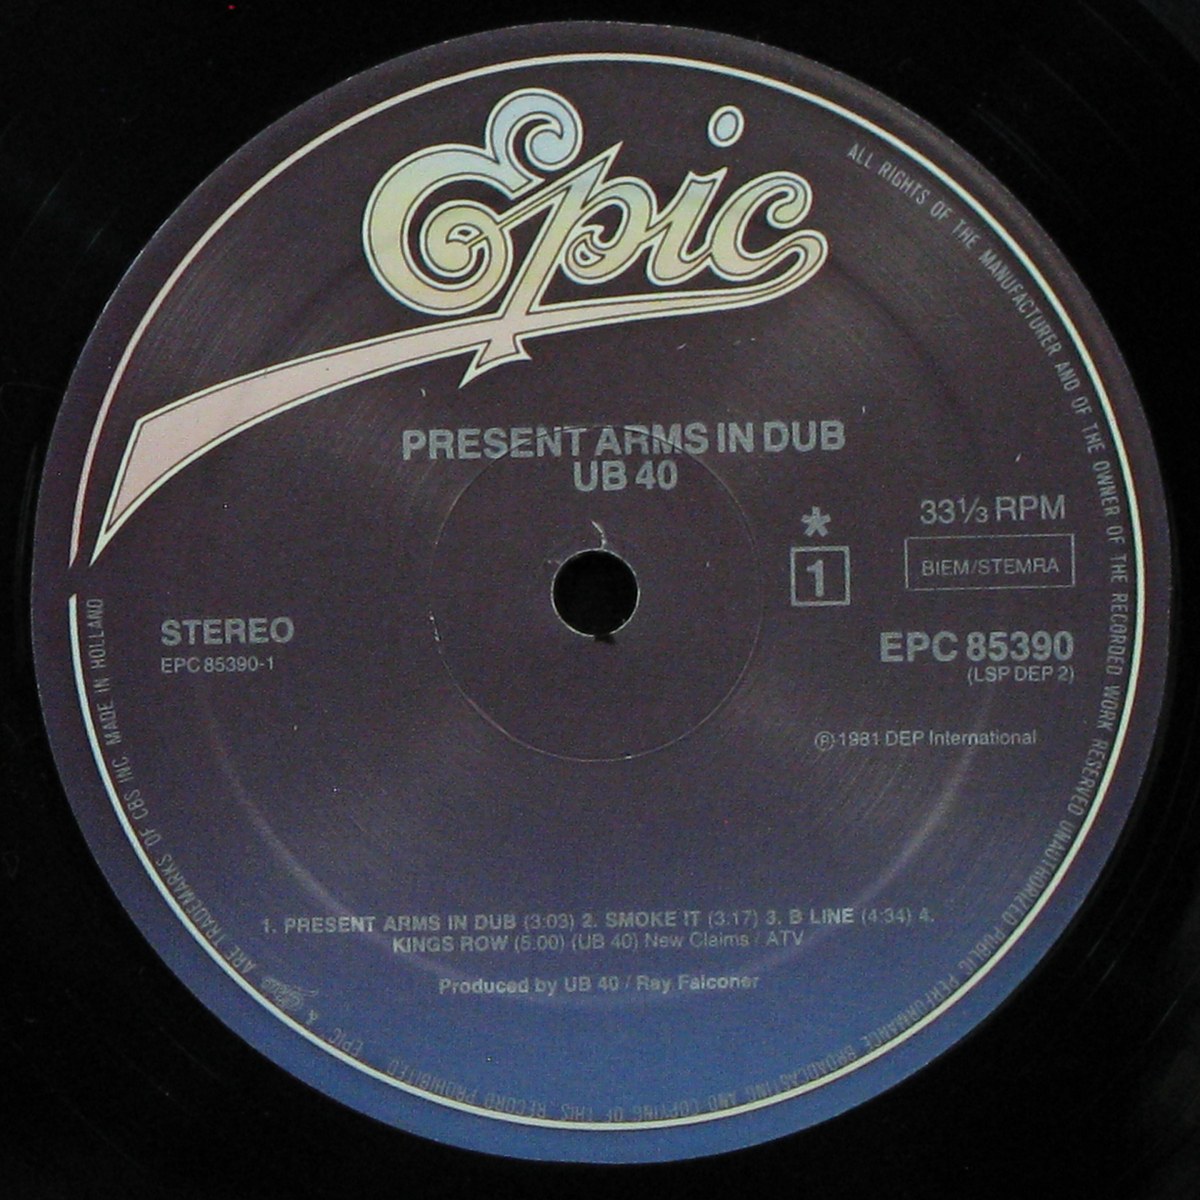 Epic
PRESENT ARMS IN DUB
UB 40
*
1
33⅓ RPM
BIEM/STEMRA
STEREO
EPC 85390-1
EPC 85390
(LSP DEP 2)
Ⓟ 1981 DEP International
1. PRESENT ARMS IN DUB (3:03) 2. SMOKE IT (3.17) 3. B LINE (4:34) 4.
KINGS ROW (5.00) (UB 40) New Claims / ATV
Produced by UB 40 / Ray Falconer
ALL RIGHTS OF THE MANUFACTURER AND OF THE OWNER OF THE RECORDED WORK RESERVED UNAUTHORIZED PUBLIC PERFORMANCE BROADCASTING AND COPYING OF THIS RECORD PROHIBITED EPIC & Epic ARE TRADEMARKS OF CBS INC MADE IN HOLLAND